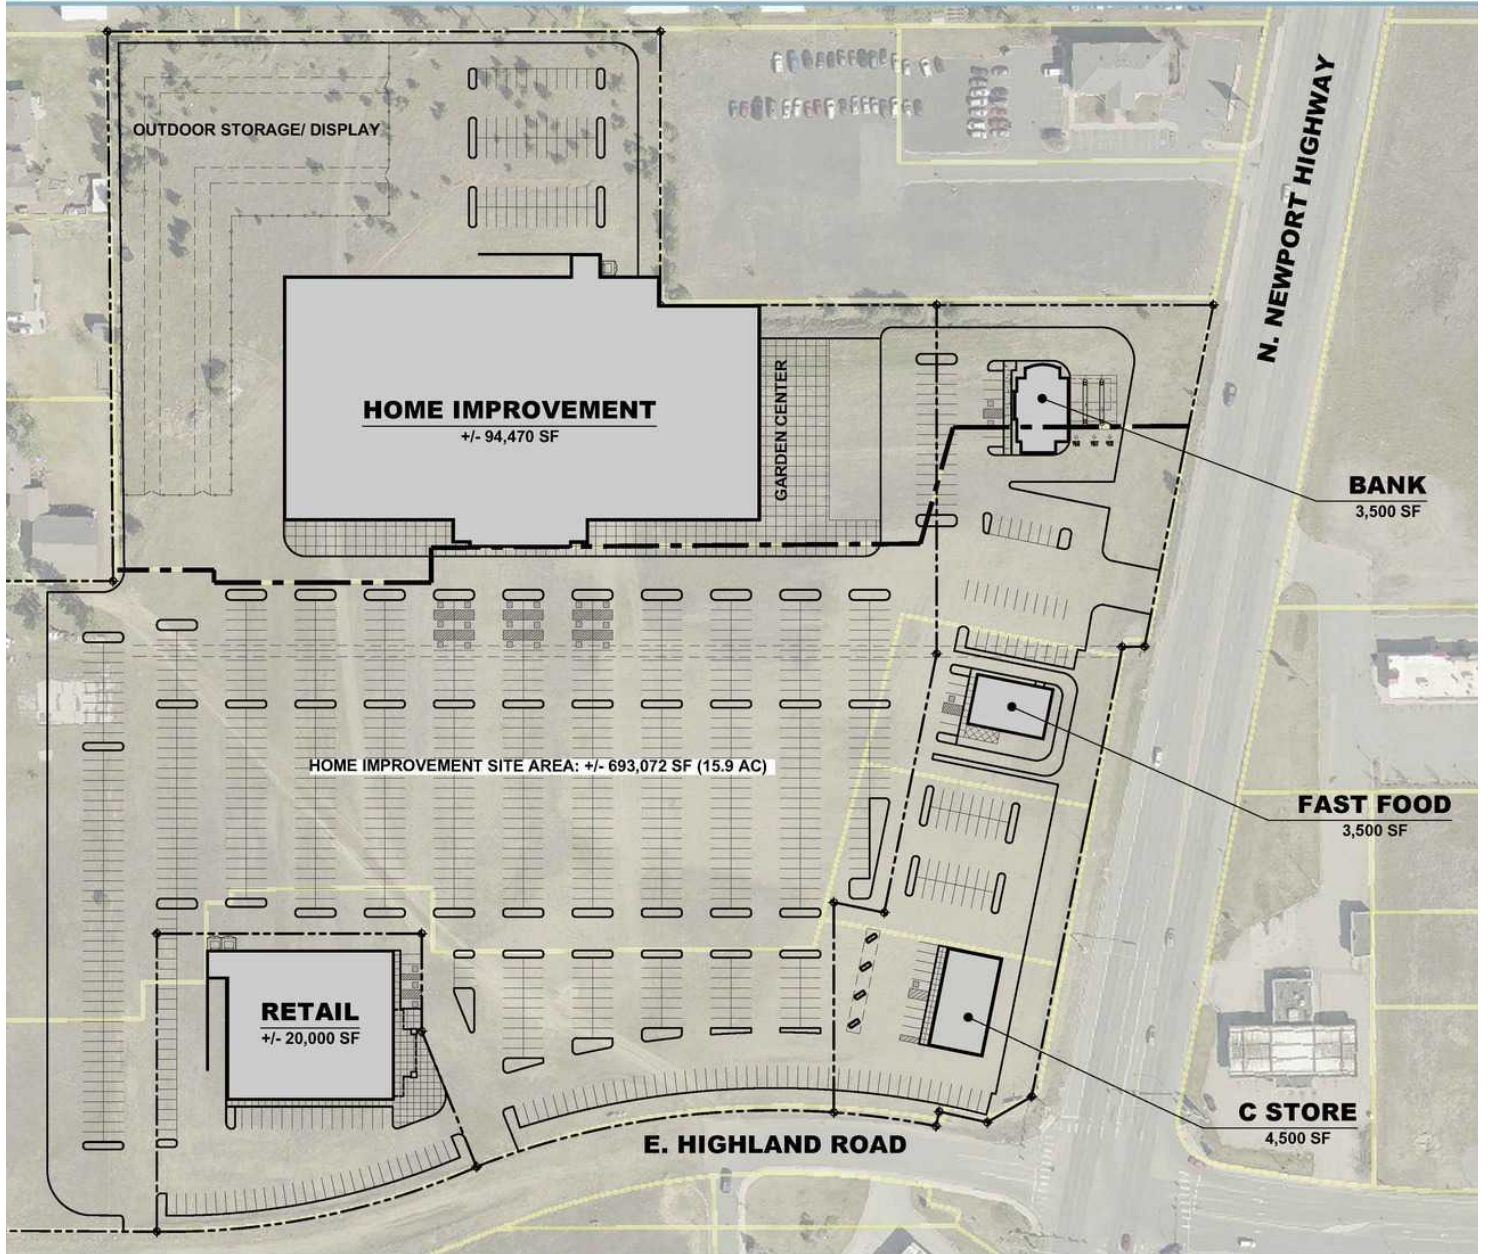 OUTDOOR STORAGE/ DISPLAY
N. NEWPORT HIGHWAY
HOME IMPROVEMENT
+/- 94,470 SF
GARDEN CENTER
BANK
3,500 SF
HOME IMPROVEMENT SITE AREA: +/- 693,072 SF (15.9 AC)
FAST FOOD
3,500 SF
RETAIL
+/- 20,000 SF
C STORE
4,500 SF
E. HIGHLAND ROAD